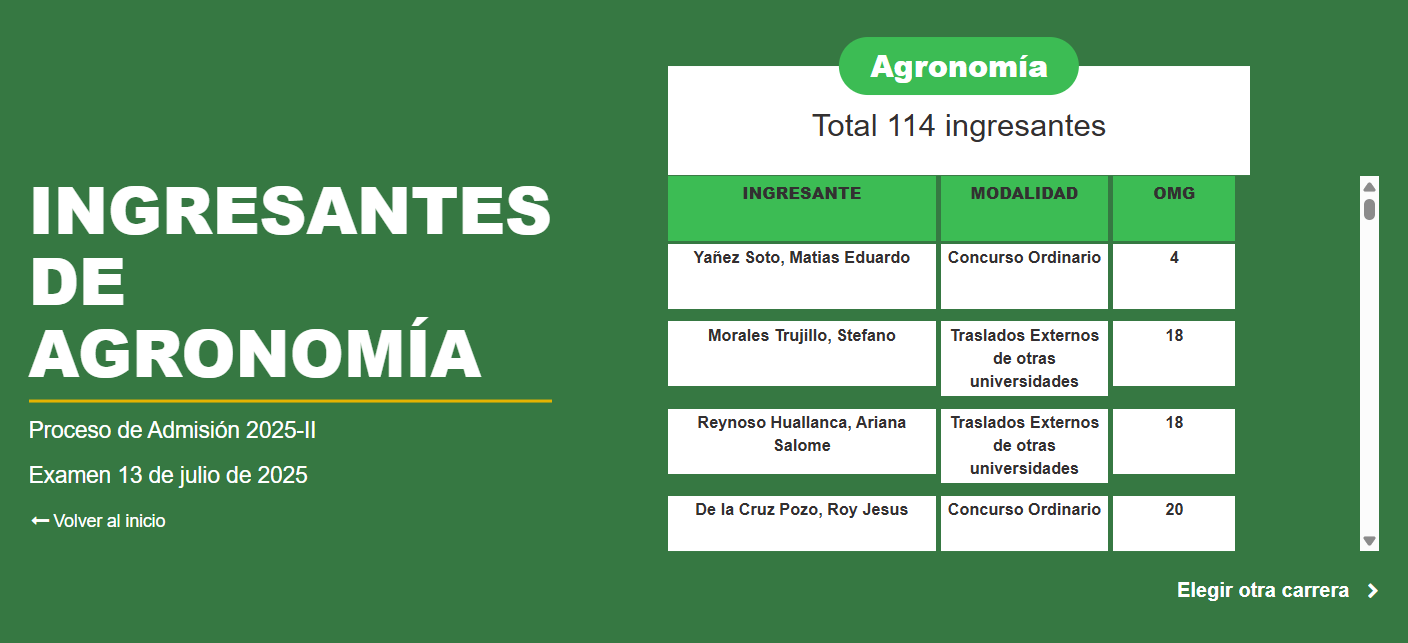 INGRESANTES
DE
AGRONOMÍA
Proceso de Admisión 2025-II
Examen 13 de julio de 2025
Volver al inicio
Agronomía
Total 114 ingresantes
INGRESANTE MODALIDAD OMG
Yañez Soto, Matias Eduardo Concurso Ordinario 4
Morales Trujillo, Stefano Traslados Externos 18
de otras
universidades
Reynoso Huallanca, Ariana Traslados Externos 18
Salome de otras
universidades
De la Cruz Pozo, Roy Jesus Concurso Ordinario 20
Elegir otra carrera